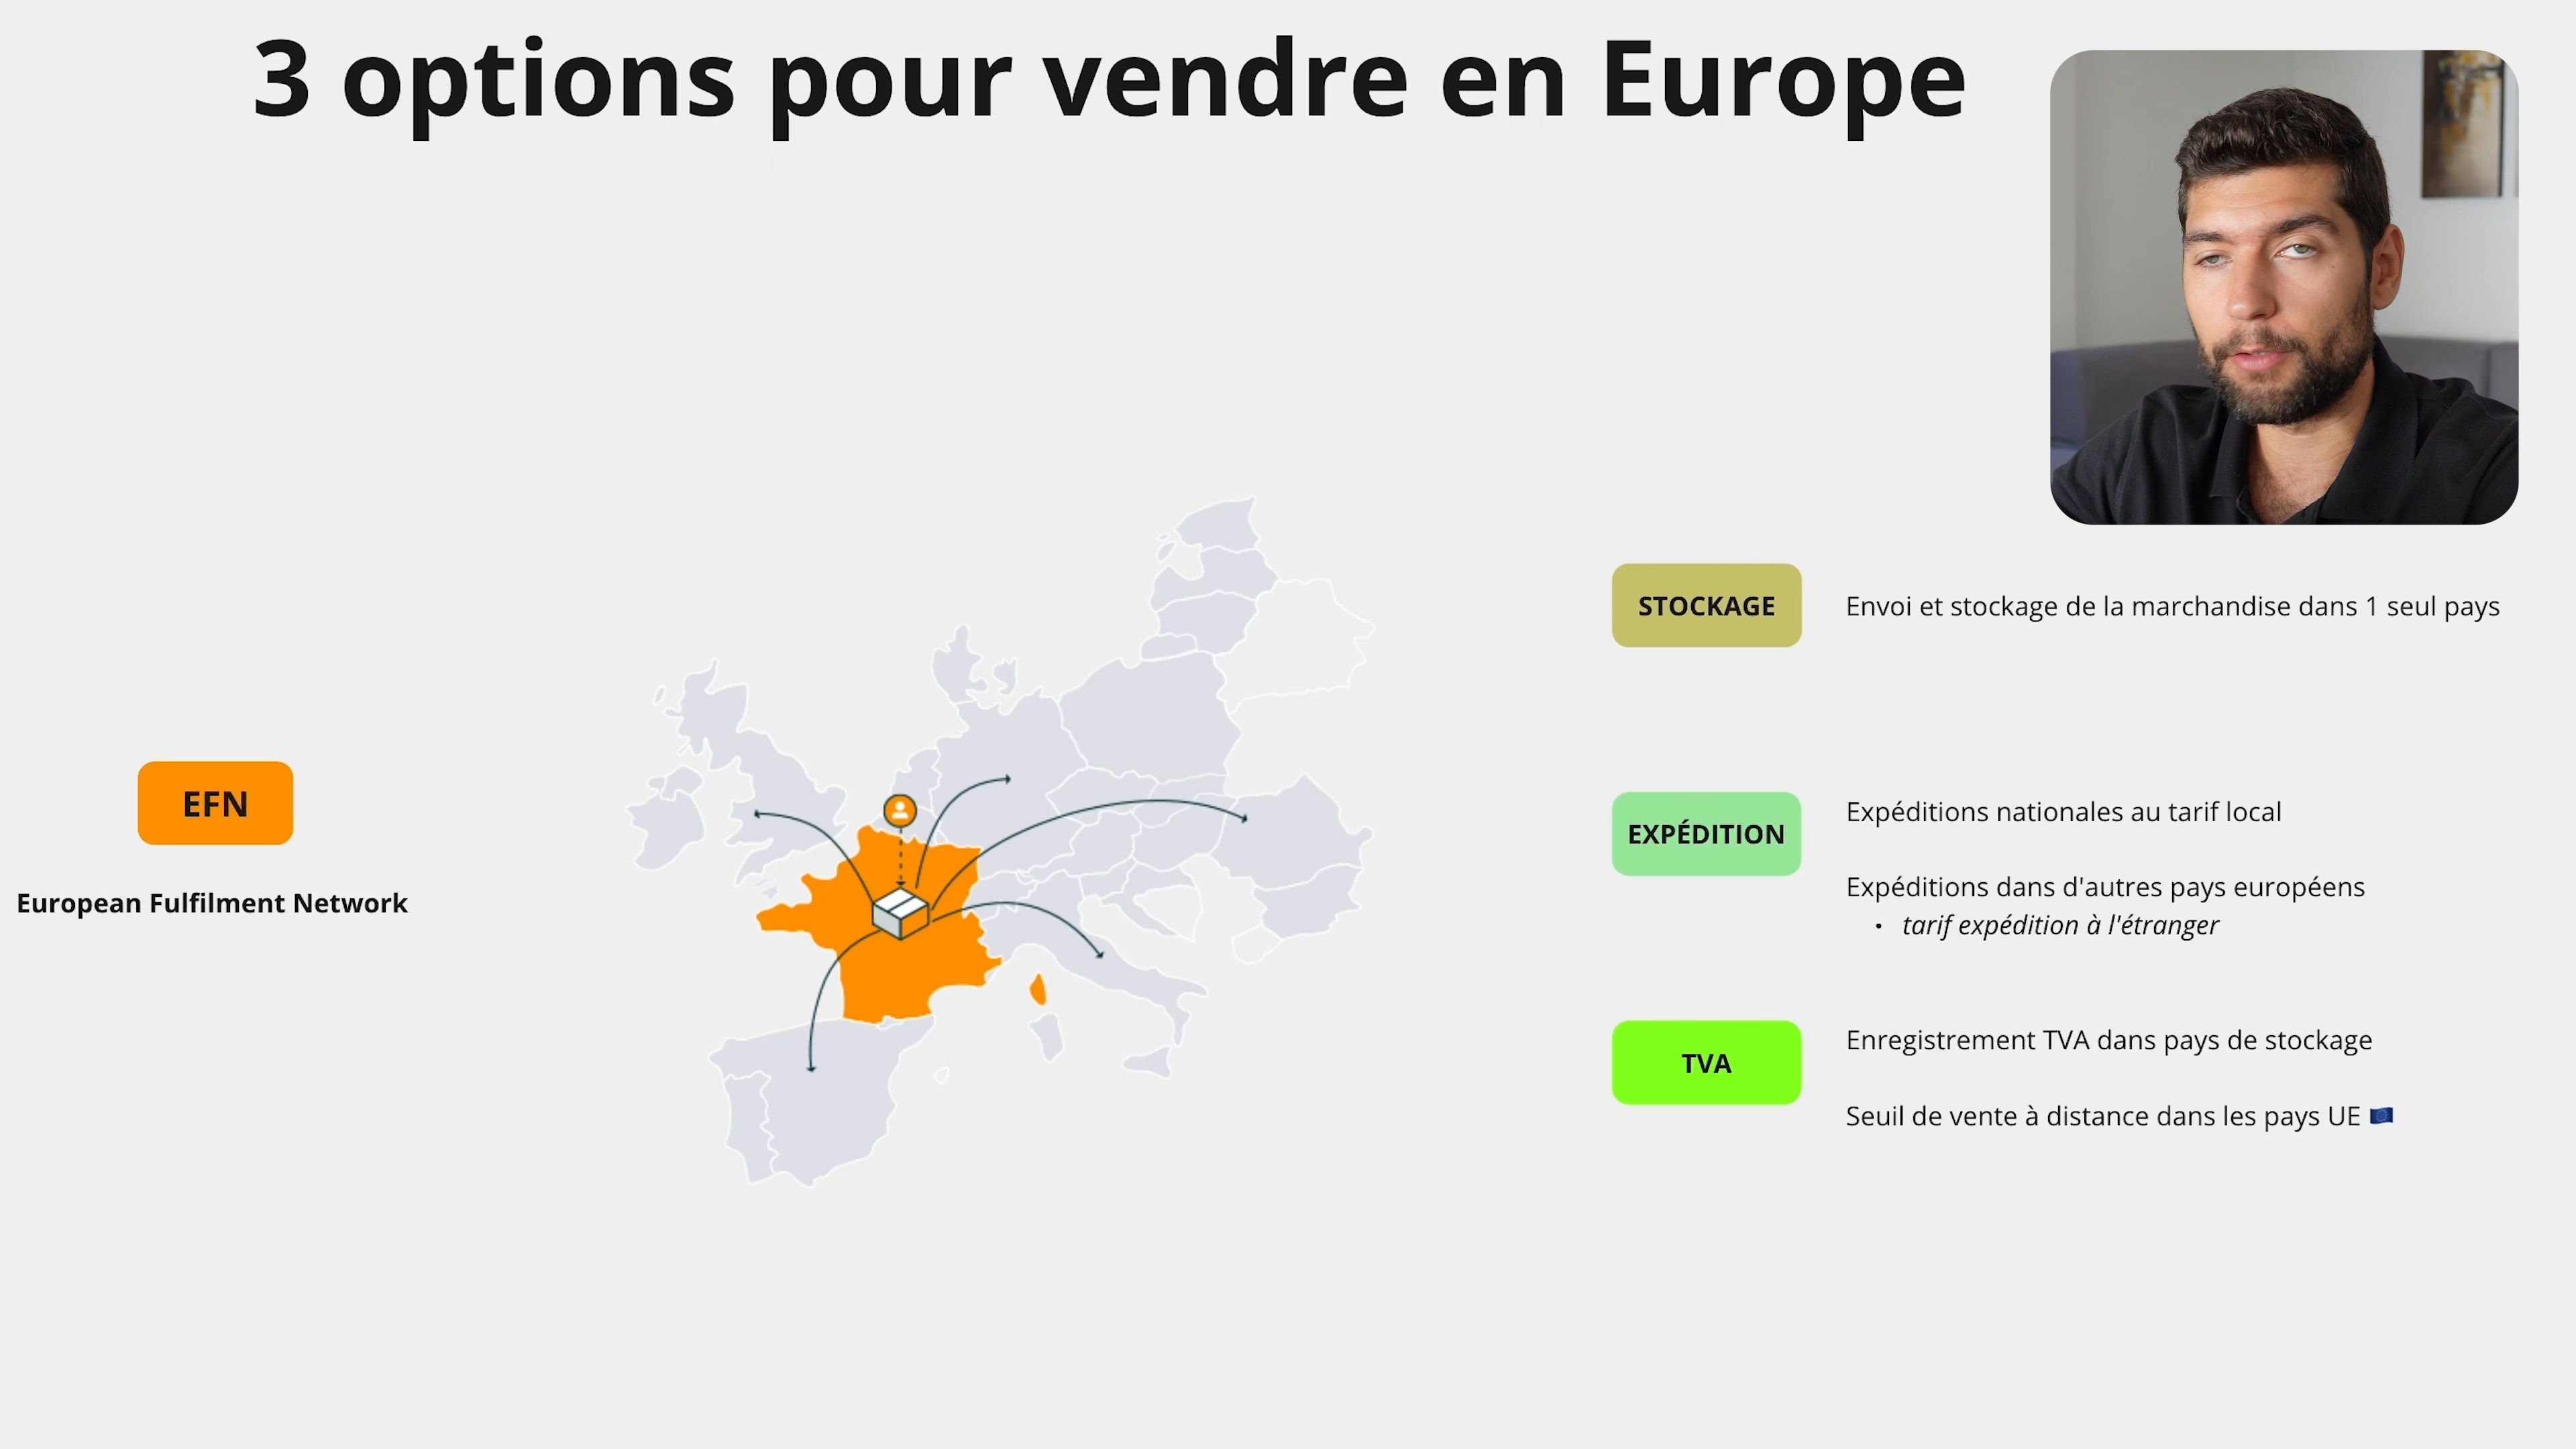 3 options pour vendre en Europe
EFN
European Fulfilment Network
STOCKAGE
Envoi et stockage de la marchandise dans 1 seul pays
EXPÉDITION
Expéditions nationales au tarif local
Expéditions dans d'autres pays européens
• tarif expédition à l'étranger
TVA
Enregistrement TVA dans pays de stockage
Seuil de vente à distance dans les pays UE 🇪🇺